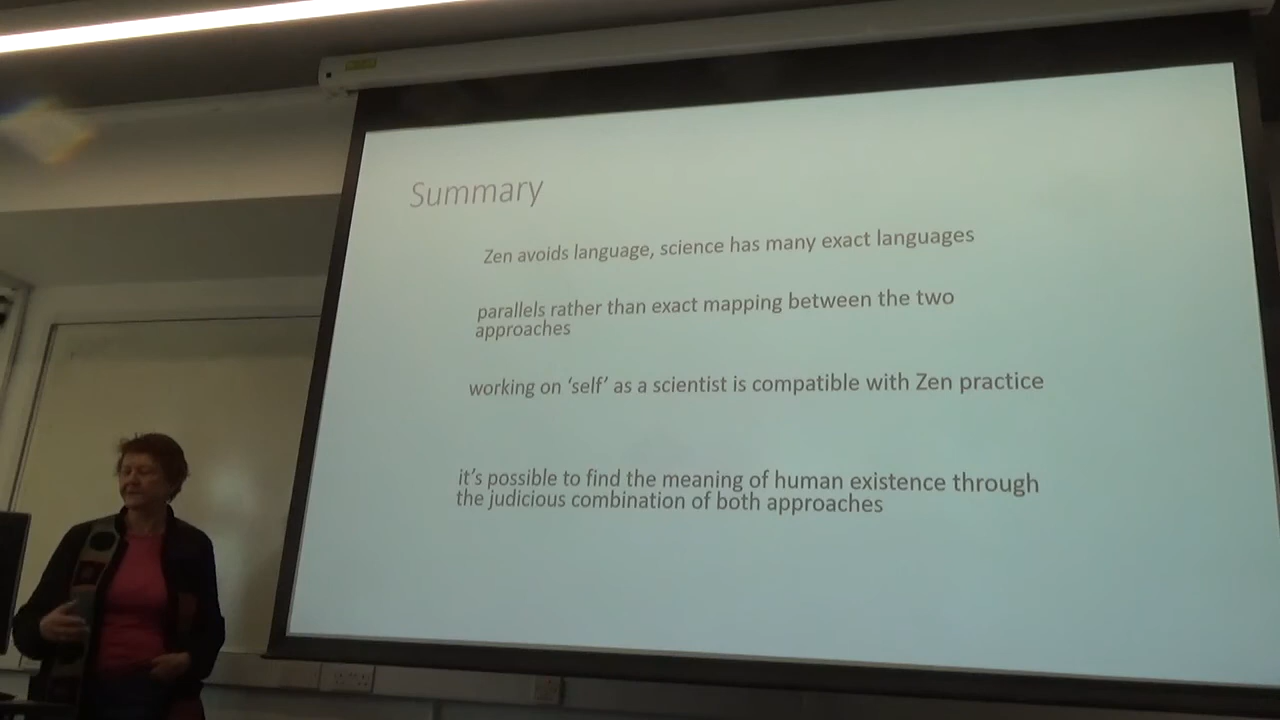 Summary
Zen avoids language, science has many exact languages
parallels rather than exact mapping between the two
approaches
working on ‘self’ as a scientist is compatible with Zen practice
it’s possible to find the meaning of human existence through
the judicious combination of both approaches